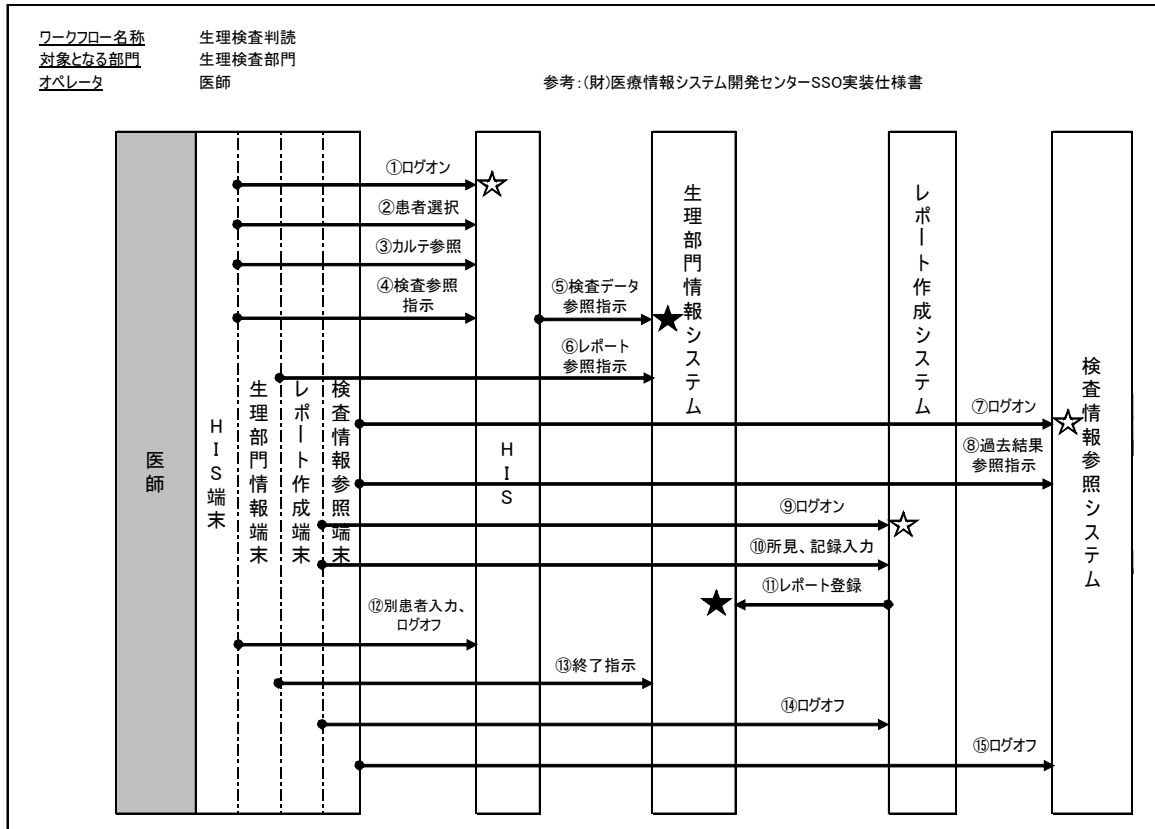 ワークフロー名称 生理検査判読
対象となる部門 生理検査部門
オペレータ 医師 参考：(財)医療情報システム開発センターSSO実装仕様書
①ログオン
②患者選択
③カルテ参照
④検査参照
指示
⑤検査データ
参照指示
⑥レポート
参照指示
⑦ログオン
⑧過去結果
参照指示
⑨ログオン
⑩所見、記録入力
⑪レポート登録
⑫別患者入力、
ログオフ
⑬終了指示
⑭ログオフ
⑮ログオフ
医師
HIS端末
生理部門情報端末
レポート作成端末
検査情報参照端末
HIS
生理部門情報システム
レポート作成システム
検査情報参照システム